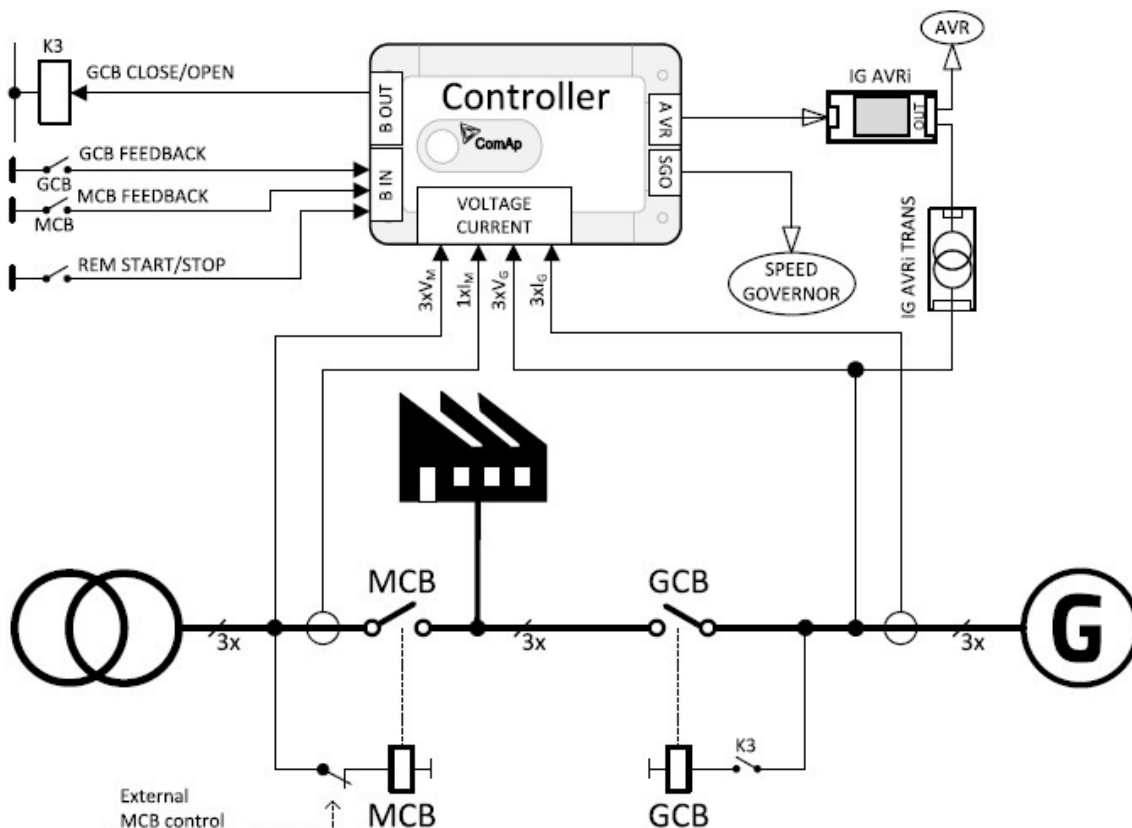 K3
GCB CLOSE/OPEN
B OUT
Controller
ComAp
A VR
IG AVRi
OUT
AVR
GCB FEEDBACK
GCB
MCB FEEDBACK
MCB
B IN
SGO
VOLTAGE
CURRENT
REM START/STOP
3xVM
1xIM
3xVG
3xIG
SPEED
GOVERNOR
IG AVRi TRANS
MCB
GCB
3x
3x
3x
G
K3
External
MCB control
MCB
GCB